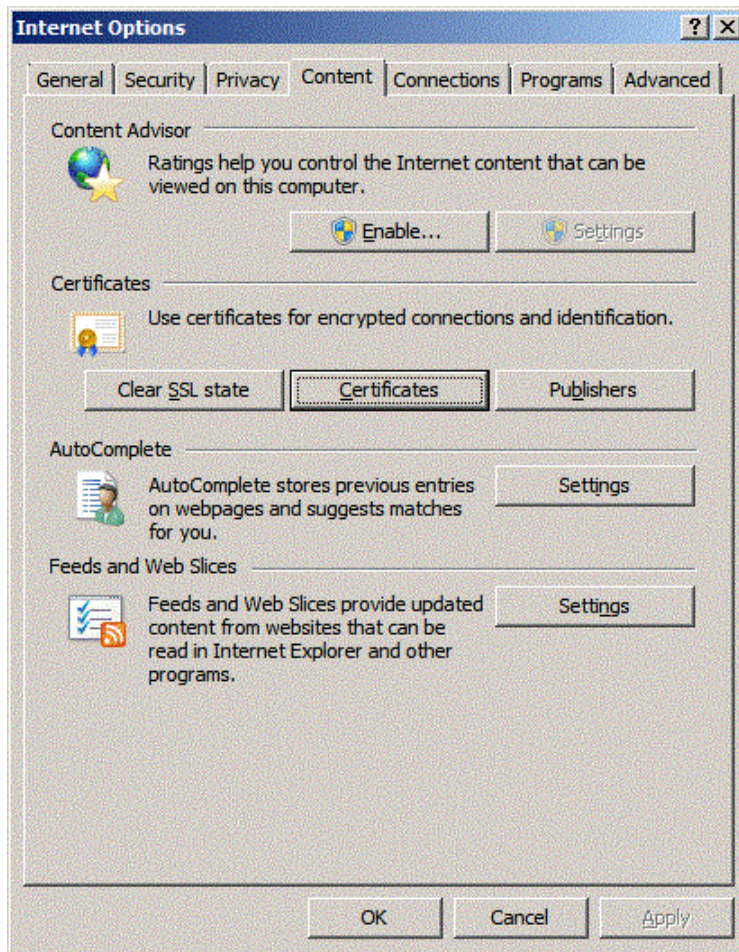 Internet Options
General Security Privacy Content Connections Programs Advanced
Content Advisor
Ratings help you control the Internet content that can be
viewed on this computer.
Enable... Settings
Certificates
Use certificates for encrypted connections and identification.
Clear SSL state Certificates Publishers
AutoComplete
AutoComplete stores previous entries
on webpages and suggests matches
for you.
Settings
Feeds and Web Slices
Feeds and Web Slices provide updated
content from websites that can be
read in Internet Explorer and other
programs.
Settings
OK Cancel Apply